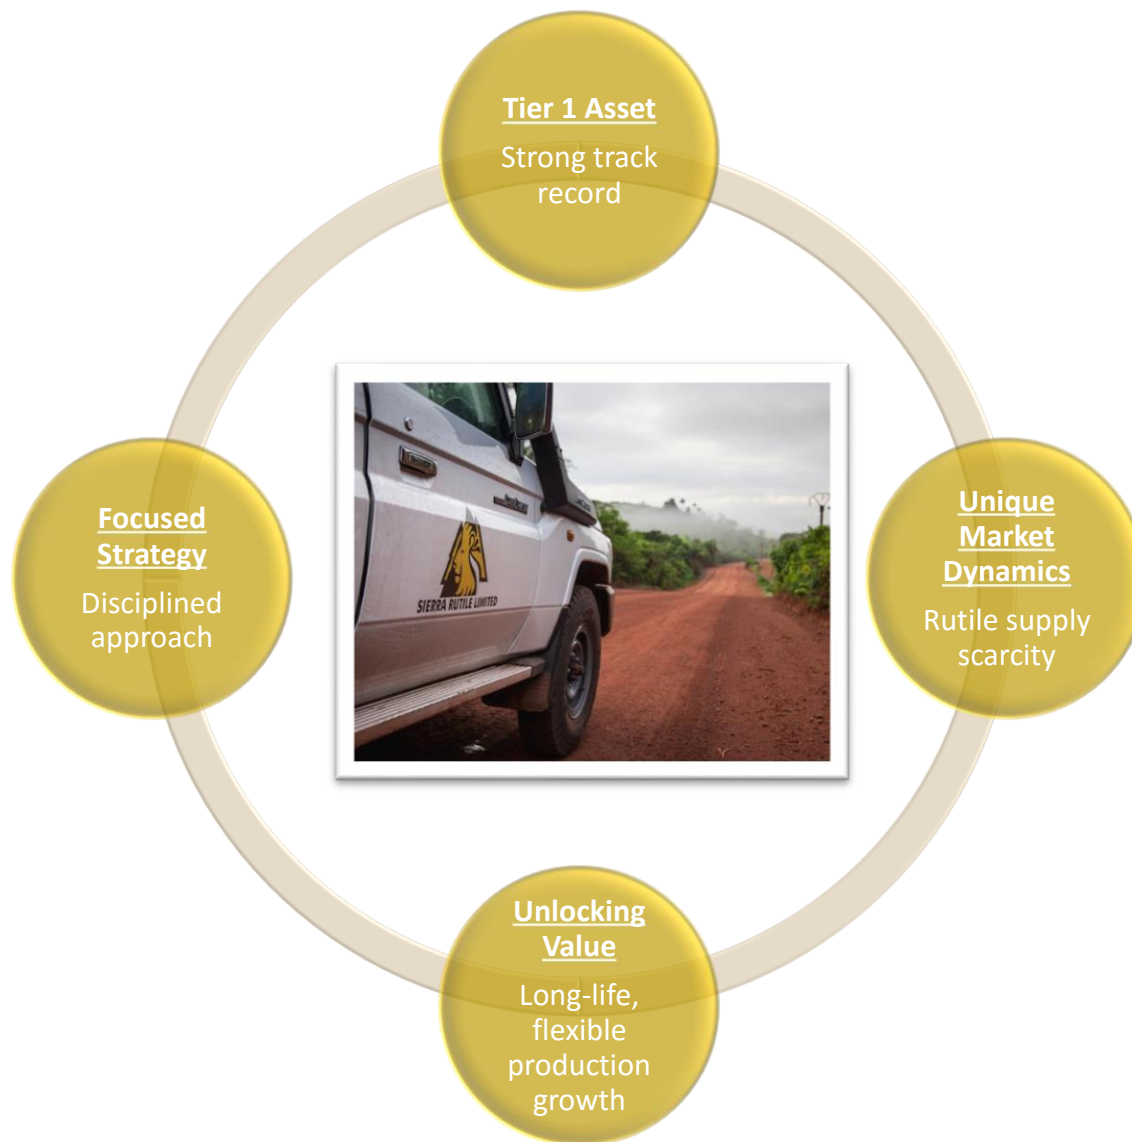 Tier 1 Asset
Strong track
record
Focused
Strategy
Disciplined
approach
SIERRA RUTILE LIMITED
Unique
Market
Dynamics
Rutile supply
scarcity
Unlocking
Value
Long-life,
flexible
production
growth